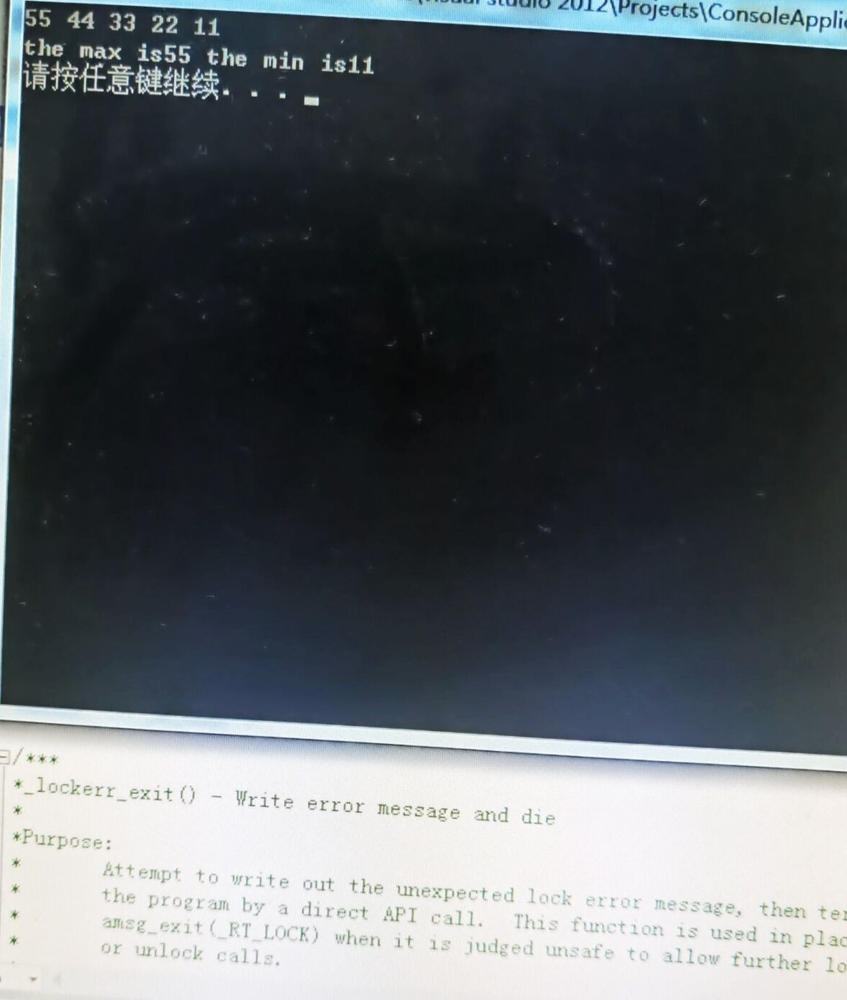 2012\Projects\ConsoleApplic
55 44 33 22 11
the max is55 the min is11
请按任意键继续. . .
/***
*_lockerr_exit() - Write error message and die
*
*Purpose:
* Attempt to write out the unexpected lock error message, then ter
* the program by a direct API call.  This function is used in plac
* amsg_exit(_RT_LOCK) when it is judged unsafe to allow further lo
* or unlock calls.